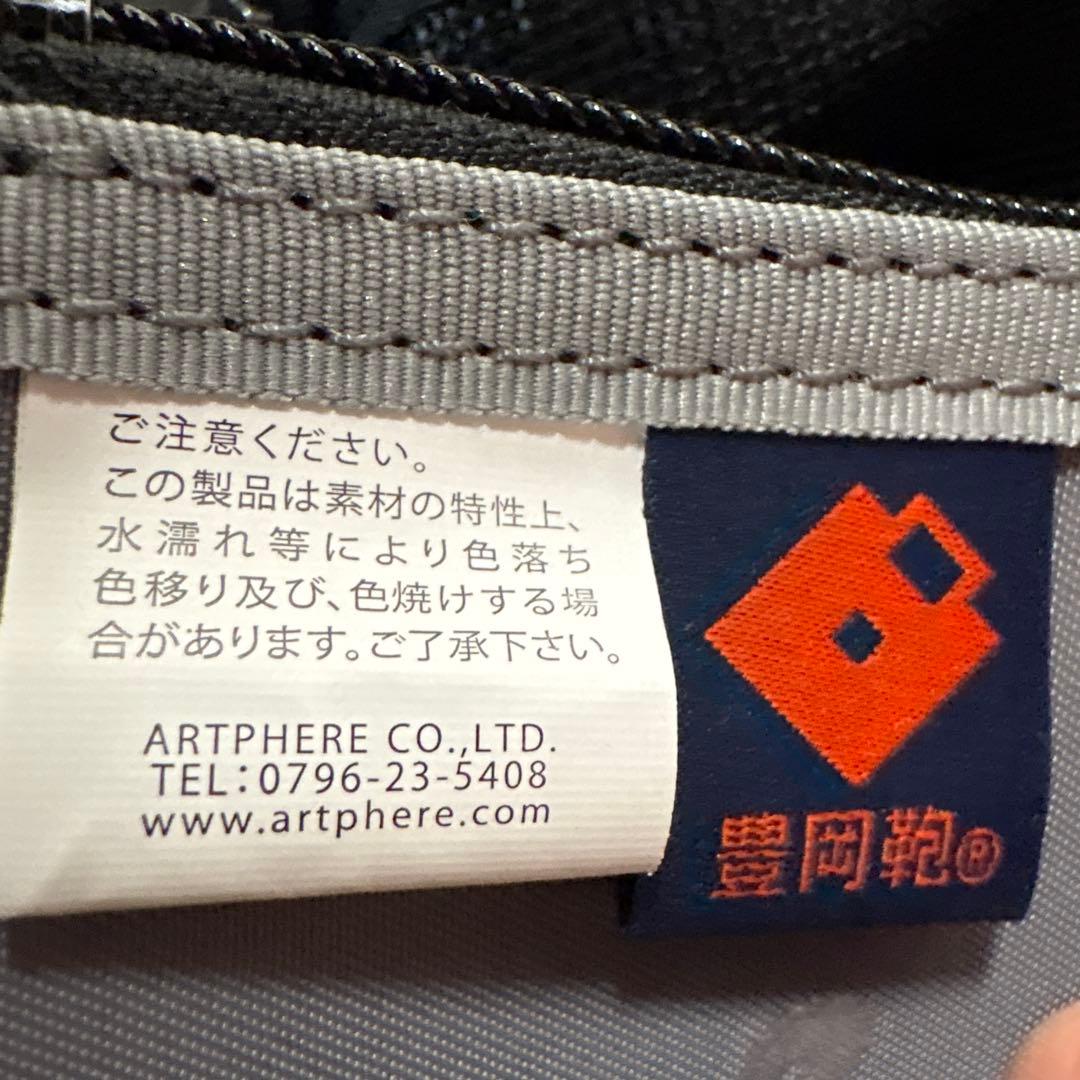 ご注意ください。
この製品は素材の特性上、
水濡れ等により色落ち
色移り及び、色焼けする場
合があります。ご了承下さい。
ARTPHERE CO.,LTD.
TEL:0796-23-5408
www.artphere.com
豊岡鞄®